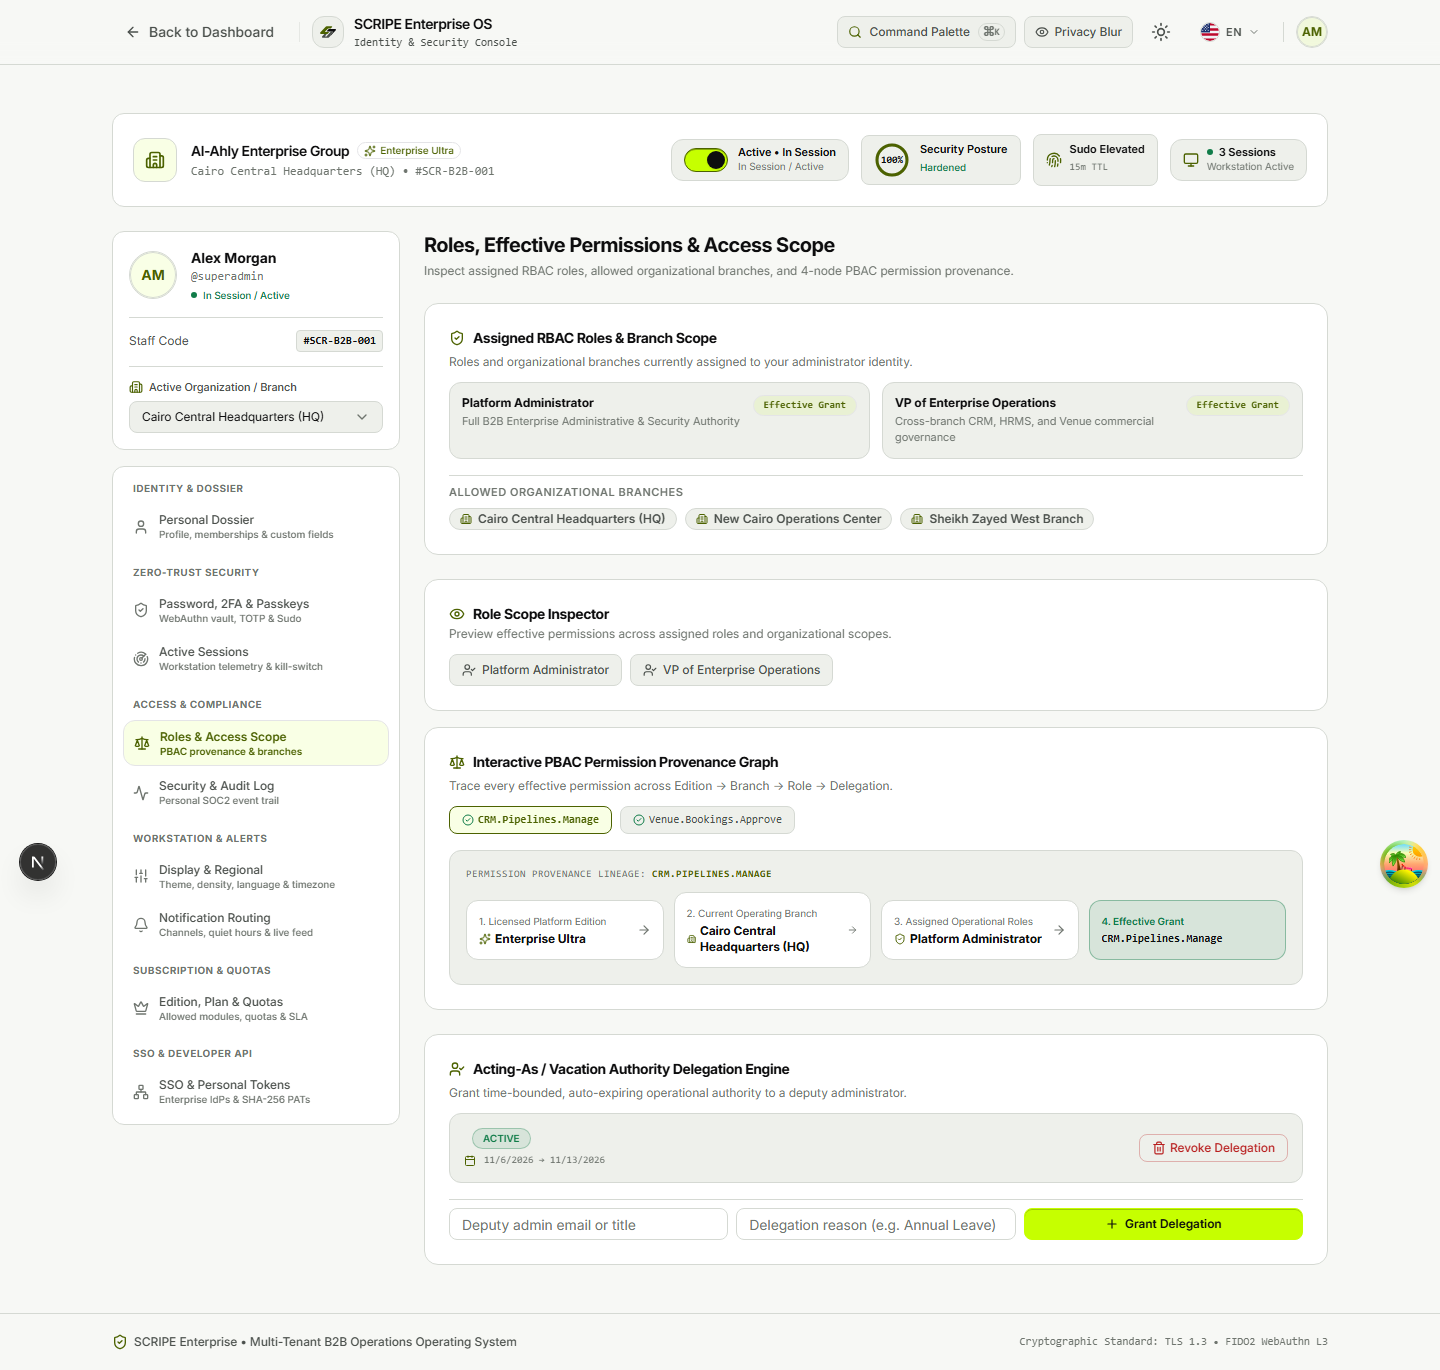 Back to Dashboard
SCRIPE Enterprise OS
Identity & Security Console
Command Palette ⌘K
Privacy Blur
EN
AM
Al-Ahly Enterprise Group
Enterprise Ultra
Cairo Central Headquarters (HQ) • #SCR-B2B-001
Active • In Session
In Session / Active
100%
Security Posture
Hardened
Sudo Elevated
15m TTL
3 Sessions
Workstation Active
AM
Alex Morgan
@superadmin
In Session / Active
Staff Code
#SCR-B2B-001
Active Organization / Branch
Cairo Central Headquarters (HQ)
IDENTITY & DOSSIER
Personal Dossier
Profile, memberships & custom fields
ZERO-TRUST SECURITY
Password, 2FA & Passkeys
WebAuthn vault, TOTP & Sudo
Active Sessions
Workstation telemetry & kill-switch
ACCESS & COMPLIANCE
Roles & Access Scope
PBAC provenance & branches
Security & Audit Log
Personal SOC2 event trail
WORKSTATION & ALERTS
Display & Regional
Theme, density, language & timezone
Notification Routing
Channels, quiet hours & live feed
SUBSCRIPTION & QUOTAS
Edition, Plan & Quotas
Allowed modules, quotas & SLA
SSO & DEVELOPER API
SSO & Personal Tokens
Enterprise IdPs & SHA-256 PATs
Roles, Effective Permissions & Access Scope
Inspect assigned RBAC roles, allowed organizational branches, and 4-node PBAC permission provenance.
Assigned RBAC Roles & Branch Scope
Roles and organizational branches currently assigned to your administrator identity.
Platform Administrator
Effective Grant
Full B2B Enterprise Administrative & Security Authority
VP of Enterprise Operations
Effective Grant
Cross-branch CRM, HRMS, and Venue commercial
governance
ALLOWED ORGANIZATIONAL BRANCHES
Cairo Central Headquarters (HQ)
New Cairo Operations Center
Sheikh Zayed West Branch
Role Scope Inspector
Preview effective permissions across assigned roles and organizational scopes.
Platform Administrator
VP of Enterprise Operations
Interactive PBAC Permission Provenance Graph
Trace every effective permission across Edition → Branch → Role → Delegation.
CRM.Pipelines.Manage
Venue.Bookings.Approve
PERMISSION PROVENANCE LINEAGE: CRM.PIPELINES.MANAGE
1. Licensed Platform Edition
Enterprise Ultra
2. Current Operating Branch
Cairo Central
Headquarters (HQ)
3. Assigned Operational Roles
Platform Administrator
4. Effective Grant
CRM.Pipelines.Manage
Acting-As / Vacation Authority Delegation Engine
Grant time-bounded, auto-expiring operational authority to a deputy administrator.
ACTIVE
11/6/2026 → 11/13/2026
Revoke Delegation
Deputy admin email or title
Delegation reason (e.g. Annual Leave)
+ Grant Delegation
N
SCRIPE Enterprise • Multi-Tenant B2B Operations Operating System
Cryptographic Standard: TLS 1.3 • FIDO2 WebAuthn L3